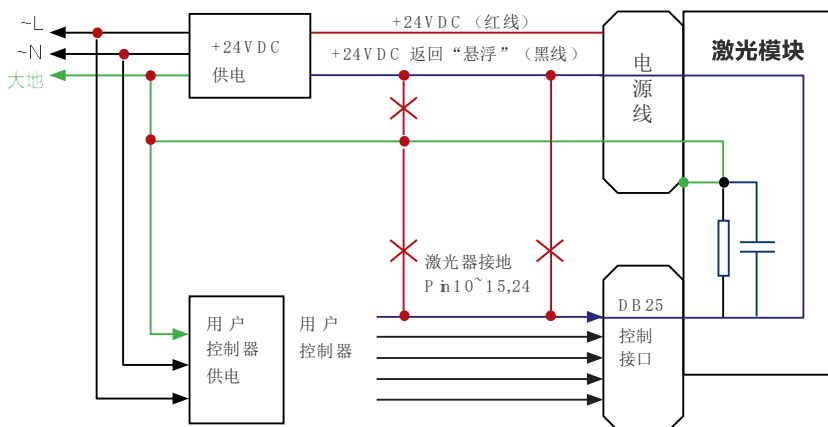 ~L
~N
大地
+24VDC
供电
+24VDC（红线）
+24VDC 返回“悬浮”（黑线）
电源线
激光模块
激光器接地
Pin10~15,24
用户
控制器
供电
用户
控制器
DB25
控制
接口